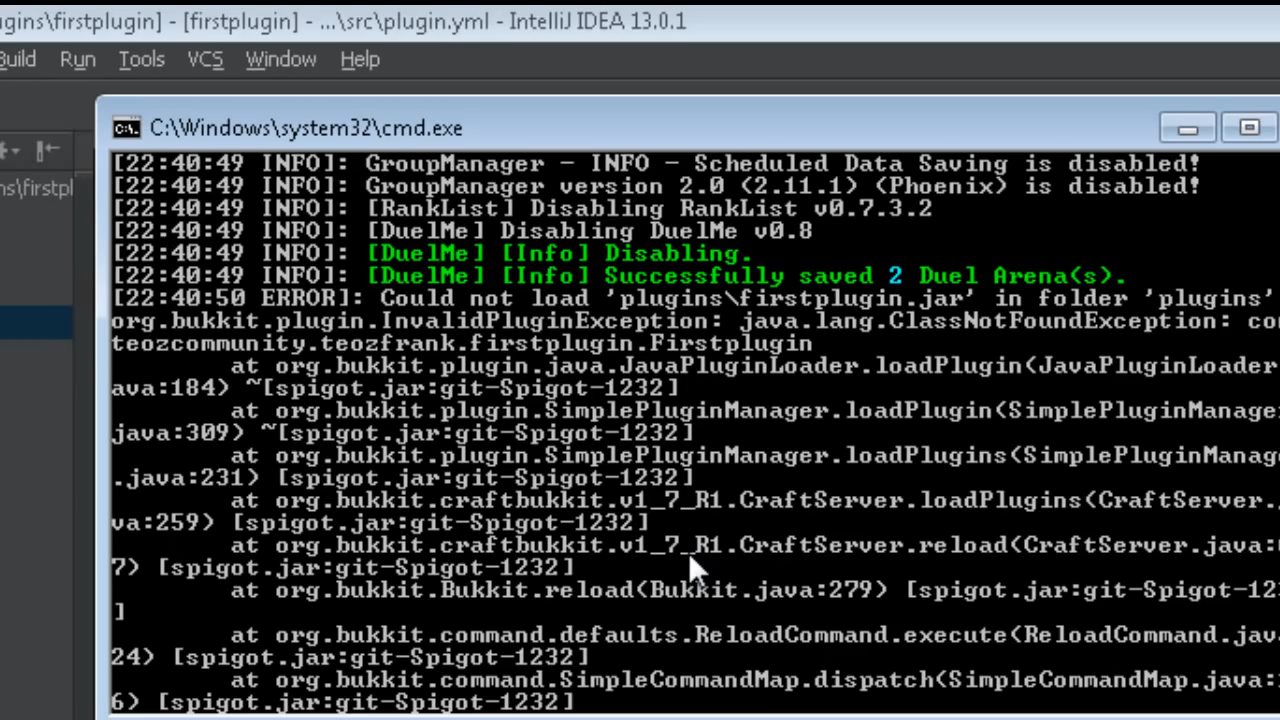 ugins\firstplugin] - [firstplugin] - ...\src\plugin.yml - IntelliJ IDEA 13.0.1
Build Run Tools VCS Window Help
C:\Windows\system32\cmd.exe
ns\firstpl
[22:40:49 INFO]: GroupManager - INFO - Scheduled Data Saving is disabled!
[22:40:49 INFO]: GroupManager version 2.0 (2.11.1) (Phoenix) is disabled!
[22:40:49 INFO]: [RankList] Disabling RankList v0.7.3.2
[22:40:49 INFO]: [DuelMe] Disabling DuelMe v0.8
[22:40:49 INFO]: [DuelMe] [Info] Disabling.
[22:40:49 INFO]: [DuelMe] [Info] Successfully saved 2 Duel Arena(s).
[22:40:50 ERROR]: Could not load 'plugins\firstplugin.jar' in folder 'plugins'
org.bukkit.plugin.InvalidPluginException: java.lang.ClassNotFoundException: co
teozcommunity.teozfrank.firstplugin.Firstplugin
at org.bukkit.plugin.java.JavaPluginLoader.loadPlugin(JavaPluginLoader
ava:184) ~[spigot.jar:git-Spigot-1232]
at org.bukkit.plugin.SimplePluginManager.loadPlugin(SimplePluginManage
java:309) ~[spigot.jar:git-Spigot-1232]
at org.bukkit.plugin.SimplePluginManager.loadPlugins(SimplePluginManag
.java:231) [spigot.jar:git-Spigot-1232]
at org.bukkit.craftbukkit.v1_7_R1.CraftServer.loadPlugins(CraftServer.
va:259) [spigot.jar:git-Spigot-1232]
at org.bukkit.craftbukkit.v1_7_R1.CraftServer.reload(CraftServer.java:
7) [spigot.jar:git-Spigot-1232]
at org.bukkit.Bukkit.reload(Bukkit.java:279) [spigot.jar:git-Spigot-12
]
at org.bukkit.command.defaults.ReloadCommand.execute(ReloadCommand.jav
24) [spigot.jar:git-Spigot-1232]
at org.bukkit.command.SimpleCommandMap.dispatch(SimpleCommandMap.java:
6) [spigot.jar:git-Spigot-1232]